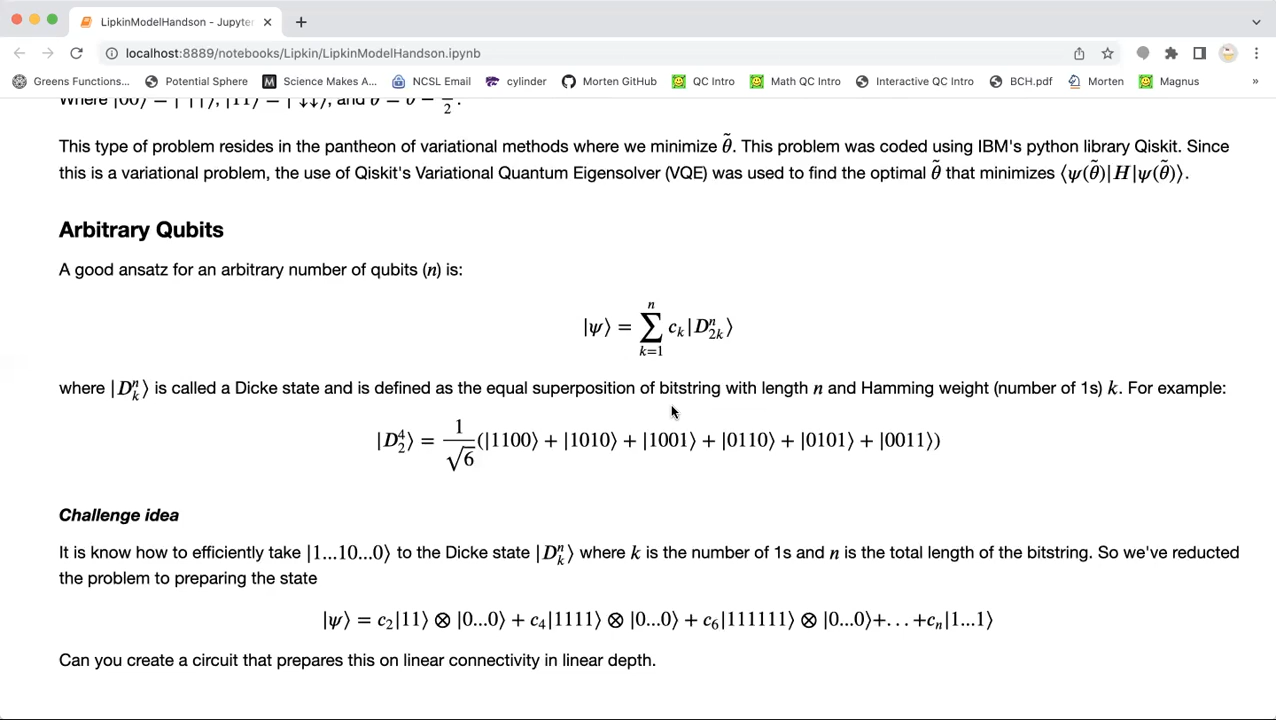 LipkinModelHandson - Jupyter
localhost:8889/notebooks/Lipkin/LipkinModelHandson.ipynb
Greens Functions... Potential Sphere Science Makes A... NCSL Email cylinder Morten GitHub QC Intro Math QC Intro Interactive QC Intro BCH.pdf Morten Magnus »
Where |00⟩ = |↑↑⟩, |11⟩ = |↓↓⟩, and
This type of problem resides in the pantheon of variational methods where we minimize θ̃. This problem was coded using IBM's python library Qiskit. Since
this is a variational problem, the use of Qiskit's Variational Quantum Eigensolver (VQE) was used to find the optimal θ̃ that minimizes ⟨ψ(θ̃)|H|ψ(θ̃)⟩.
Arbitrary Qubits
A good ansatz for an arbitrary number of qubits (n) is:
|ψ⟩ = ∑_{k=1}^{n} c_k|D^n_{2k}⟩
where |D^n_k⟩ is called a Dicke state and is defined as the equal superposition of bitstring with length n and Hamming weight (number of 1s) k. For example:
|D^4_2⟩ = 1/√6 (|1100⟩ + |1010⟩ + |1001⟩ + |0110⟩ + |0101⟩ + |0011⟩)
Challenge idea
It is know how to efficiently take |1...10...0⟩ to the Dicke state |D^n_k⟩ where k is the number of 1s and n is the total length of the bitstring. So we've reducted
the problem to preparing the state
|ψ⟩ = c_2|11⟩ ⊗ |0...0⟩ + c_4|1111⟩ ⊗ |0...0⟩ + c_6|111111⟩ ⊗ |0...0⟩+...+c_n|1...1⟩
Can you create a circuit that prepares this on linear connectivity in linear depth.